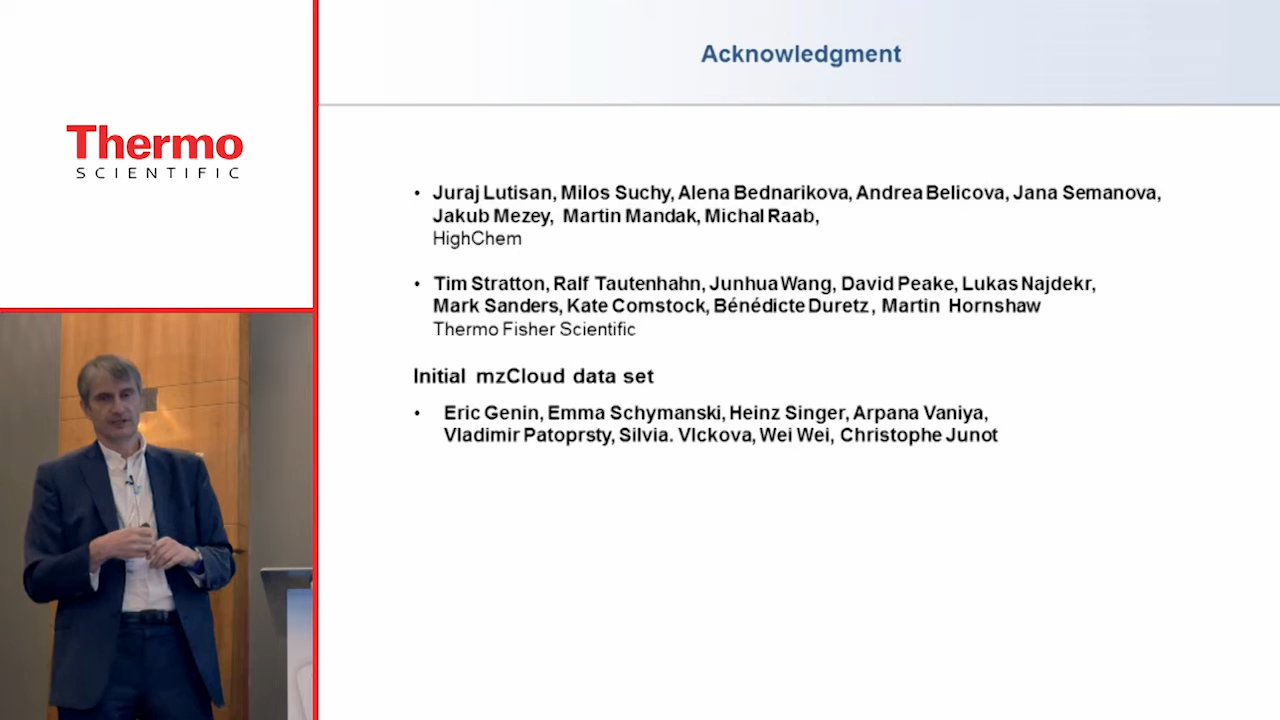 Thermo
SCIENTIFIC
Acknowledgment
• Juraj Lutisan, Milos Suchy, Alena Bednarikova, Andrea Belicova, Jana Semanova,
Jakub Mezey, Martin Mandak, Michal Raab,
HighChem
• Tim Stratton, Ralf Tautenhahn, Junhua Wang, David Peake, Lukas Najdekr,
Mark Sanders, Kate Comstock, Bénédicte Duretz, Martin Hornshaw
Thermo Fisher Scientific
Initial mzCloud data set
• Eric Genin, Emma Schymanski, Heinz Singer, Arpana Vaniya,
Vladimir Patoprsty, Silvia. Vlckova, Wei Wei, Christophe Junot